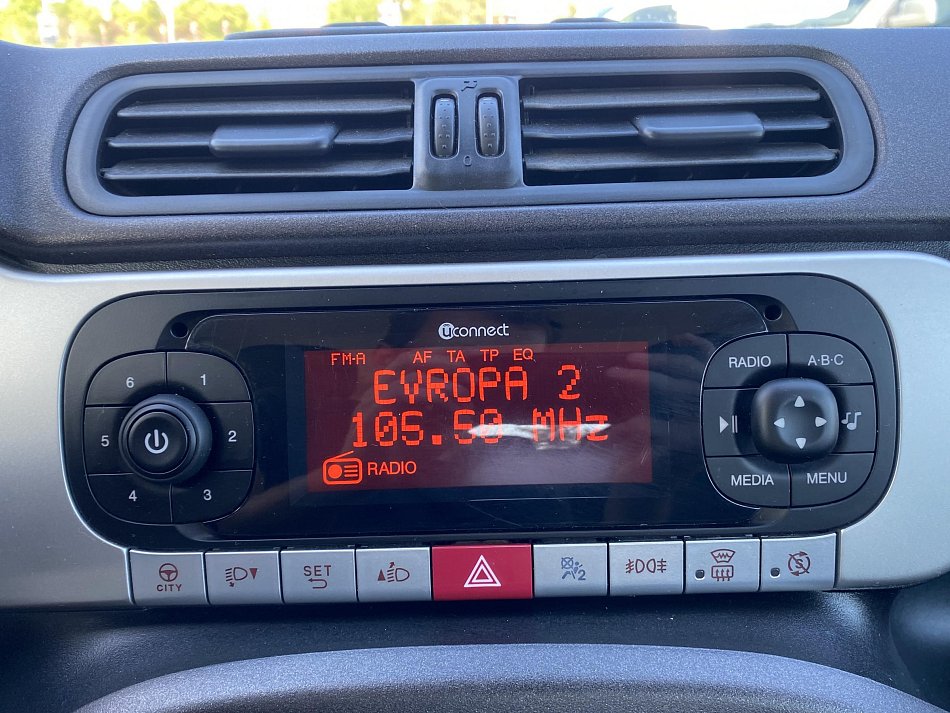 uconnect
FM-A AF TA TP EQ
EVROPA 2
105.50 MHz
RADIO
6 1
5 2
4 3
RADIO A·B·C
MEDIA MENU
CITY
SET
2